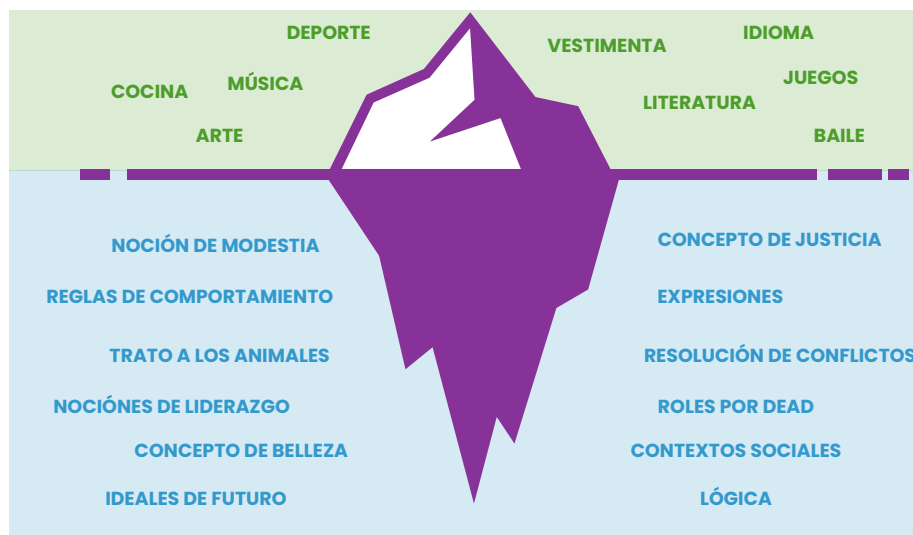 DEPORTE
VESTIMENTA
IDIOMA
COCINA
MÚSICA
JUEGOS
LITERATURA
ARTE
BAILE
NOCIÓN DE MODESTIA
REGLAS DE COMPORTAMIENTO
TRATO A LOS ANIMALES
NOCIÓNES DE LIDERAZGO
CONCEPTO DE BELLEZA
IDEALES DE FUTURO
CONCEPTO DE JUSTICIA
EXPRESIONES
RESOLUCIÓN DE CONFLICTOS
ROLES POR DEAD
CONTEXTOS SOCIALES
LÓGICA